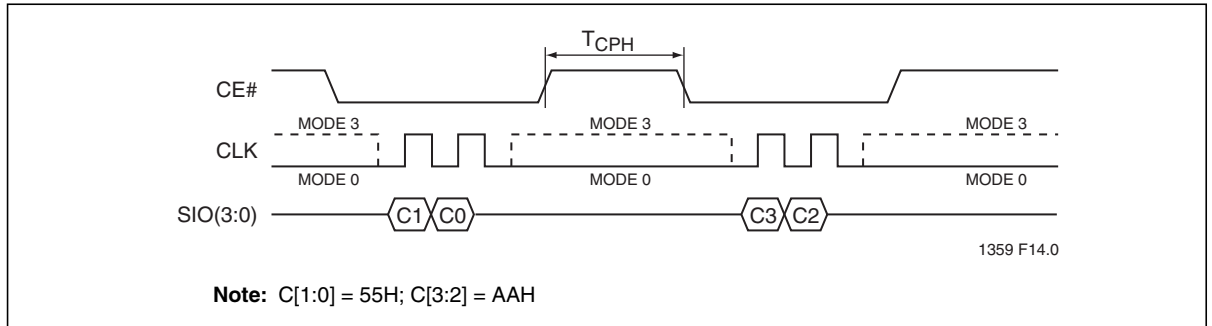 TCPH
CE#
MODE 3 MODE 3 MODE 3
CLK
MODE 0 MODE 0 MODE 0
SIO(3:0) C1 C0 C3 C2
1359 F14.0
Note: C[1:0] = 55H; C[3:2] = AAH